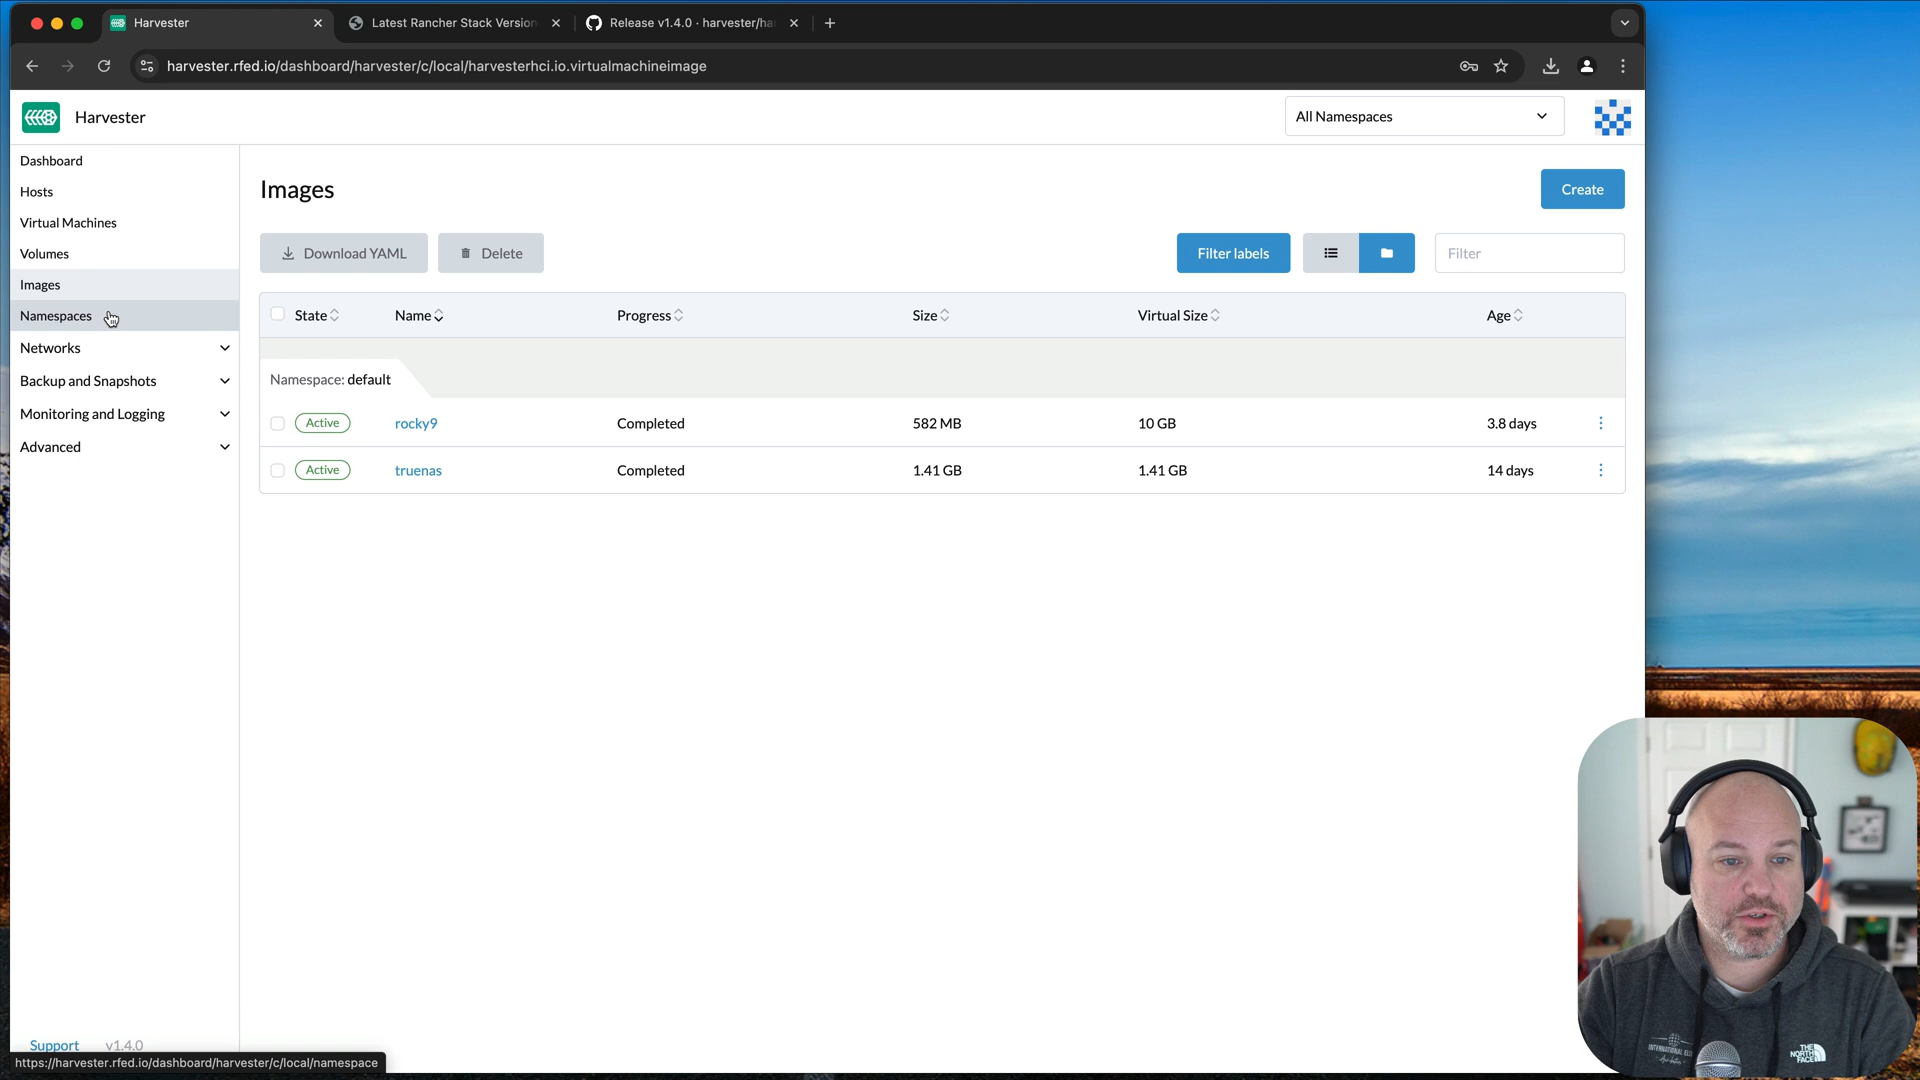 Harvester
Latest Rancher Stack Version
Release v1.4.0 · harvester/ha
harvester.rfed.io/dashboard/harvester/c/local/harvesterhci.io.virtualmachineimage
Harvester
All Namespaces
Dashboard
Hosts
Virtual Machines
Volumes
Images
Namespaces
Networks
Backup and Snapshots
Monitoring and Logging
Advanced
Images
Create
Download YAML
Delete
Filter labels
Filter
State
Name
Progress
Size
Virtual Size
Age
Namespace: default
Active rocky9 Completed 582 MB 10 GB 3.8 days
Active truenas Completed 1.41 GB 1.41 GB 14 days
Support v1.4.0
https://harvester.rfed.io/dashboard/harvester/c/local/namespace
THE
NORTH
FACE